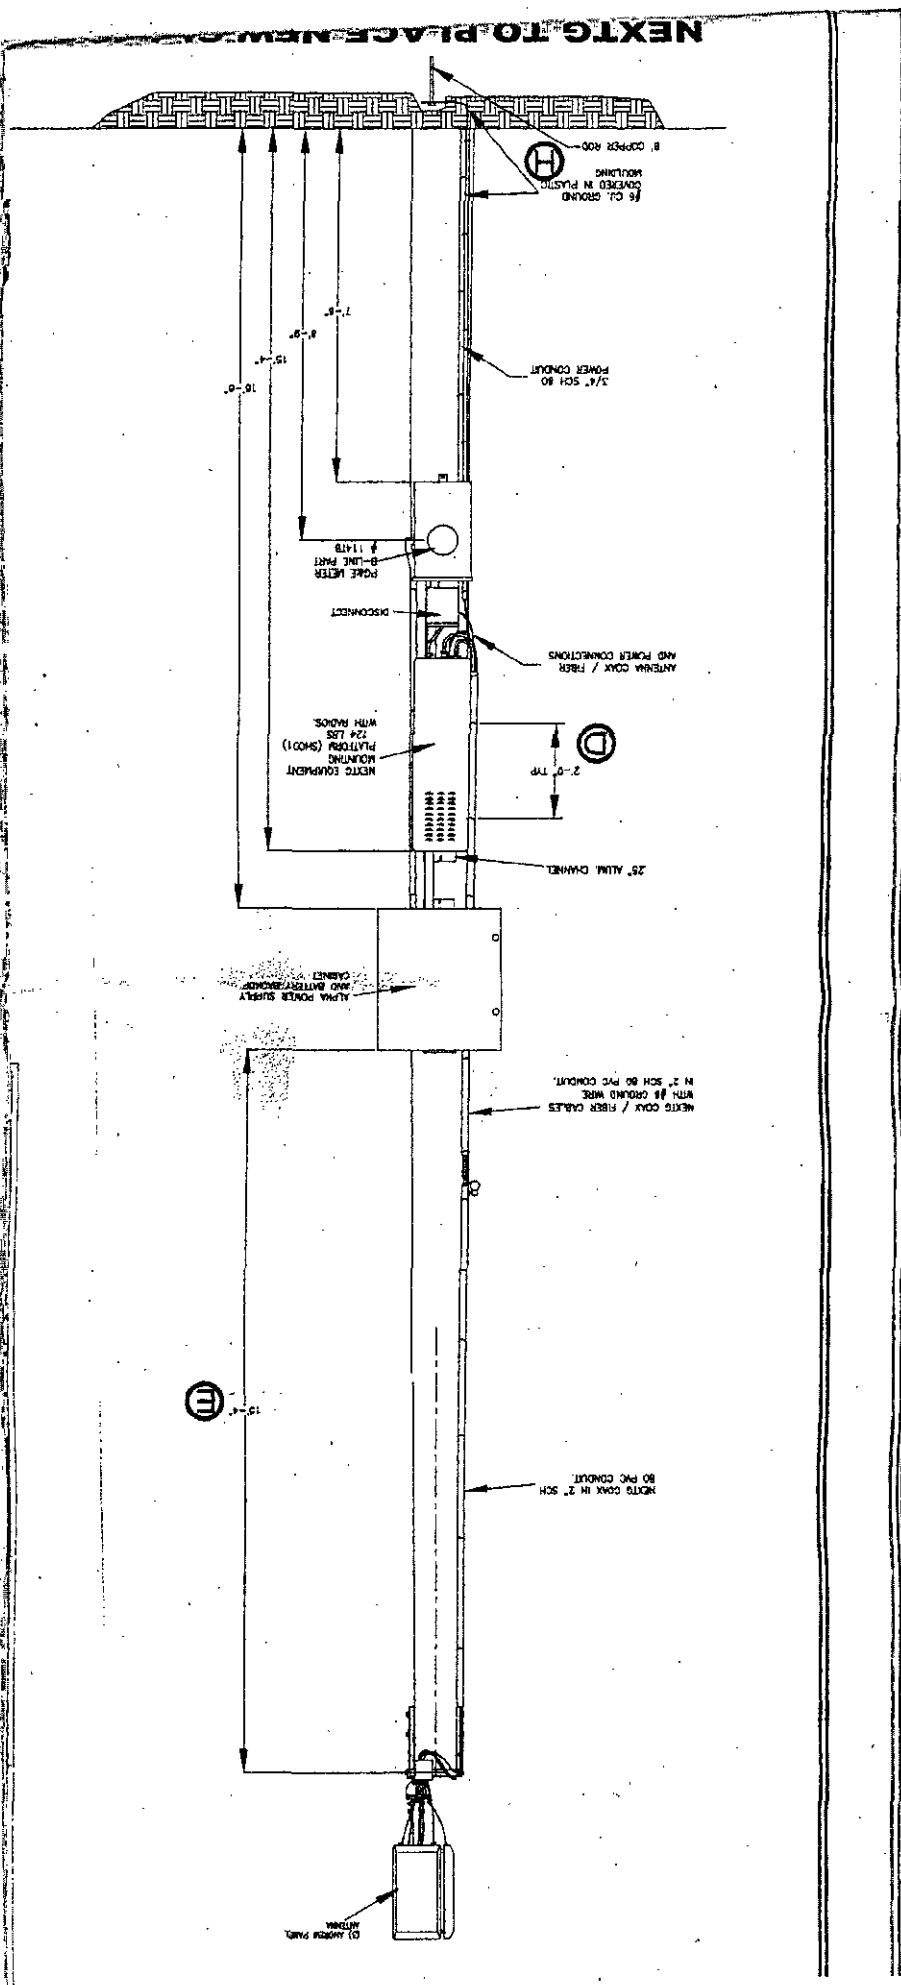 (3) ANDREW PANEL
ANTENNA
NEXTG COAX IN 2" SCH
80 PVC CONDUIT.
E
15'-4"
NEXTG COAX / FIBER CABLES
WITH #6 GROUND WIRE
IN 2" SCH 80 PVC CONDUIT.
ALPHA POWER SUPPLY
AND BATTERY BACKUP
CABINET
25" ALUM. CHANNEL
D
2'-0" TYP
NEXTG EQUIPMENT
MOUNTING
PLATFORM (SH001)
124 LBS
WITH RADIOS.
ANTENNA COAX / FIBER
AND POWER CONNECTIONS
DISCONNECT
PG&E METER
B-LINE PART
# 114TB
3/4" SCH 80
POWER CONDUIT
16'-6"
15'-4"
8'-9"
7'-6"
#6 CU. GROUND
COVERED IN PLASTIC
MOULDING
H
8' COPPER ROD
NEXTG TO PLACE NEW